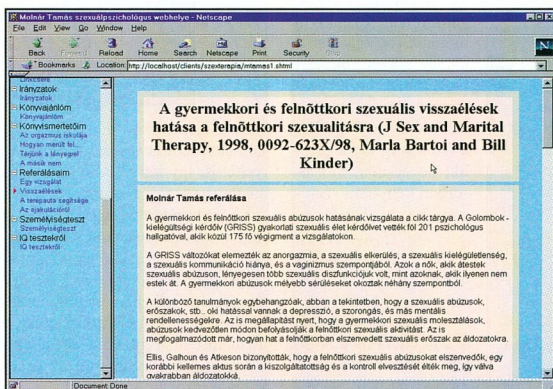 Molnár Tamás szexuálpszichológus webhelye - Netscape
File Edit View Go Window Help
Back Forward Reload Home Search Netscape Print Security Stop
N
Bookmarks Location: http://localhost/clients/szexterapia/mtamas1.shtml
Linkcsere
Irányzatok
Irányzatok
Könyvajánlóm
Könyvajánlóm
Könyvismertetőim
Az orgazmus iskolája
Hogyan merült fel...
Térjünk a lényegre!
A másik nem
Referálásaim
Egy vizsgálat
Visszaélések
A terepauta segítsége
Az ejakulációról
Személyiségteszt
Személyiségteszt
IQ tesztekről
IQ tesztekről
A gyermekkori és felnõttkori szexuális visszaélések
hatása a felnõttkori szexualitásra (J Sex and Marital
Therapy, 1998, 0092-623X/98, Marla Bartoi and Bill
Kinder)
Molnár Tamás referálása
A gyermekkori és felnőttkori szexuális abúzusok hatásának vizsgálata a cikk tárgya. A Golombok -
kielégültségi kérdőív (GRISS) gyakorlati szexuális élet kérdőívet vették föl 201 pszichológus
hallgatóval, akik közül 175 fő végigment a vizsgálatokon.
A GRISS változókat elemezték az anorgazmia, a szexuális elkerülés, a szexuális kielégületlenség,
a szexuális kommunikáció hiánya, és a vaginizmus szempontjából. Azok a nők, akik átestek
szexuális abúzuson, lényegesen több szexuális diszfunkciójuk volt, mint azoknak, akik ilyenen nem
estek át. A gyermekkori abúzusok mélyebb sérüléseket okoztak néhány szempontból.
A különböző tanulmányok egybehangzóak, abban a tekintetben, hogy a szexuális abúzusok,
erőszakok, stb., oki hatással vannak a depresszió, a szorongás, és más mentális
rendellenességekre. Az is megállapítást nyert, hogy a gyermekkori szexuális molesztálások,
abúzusok kedvezőtlen módon befolyásolják a felnőttkori szexuális aktivitást. Az is
megfogalmazódott már, hogyan hat a felnőttkorban elszenvedett szexuális erőszak az áldozatokra.
Ellis, Galhoun és Atkeson bizonyították, hogy a felnőttkori szexuális abúzusokat elszenvedők, egy
korábbi kellemes aktus során a kiszolgáltatottság és a kontroll elvesztését élték meg, így válva
gyakrabban áldozatokká.
Document: Done